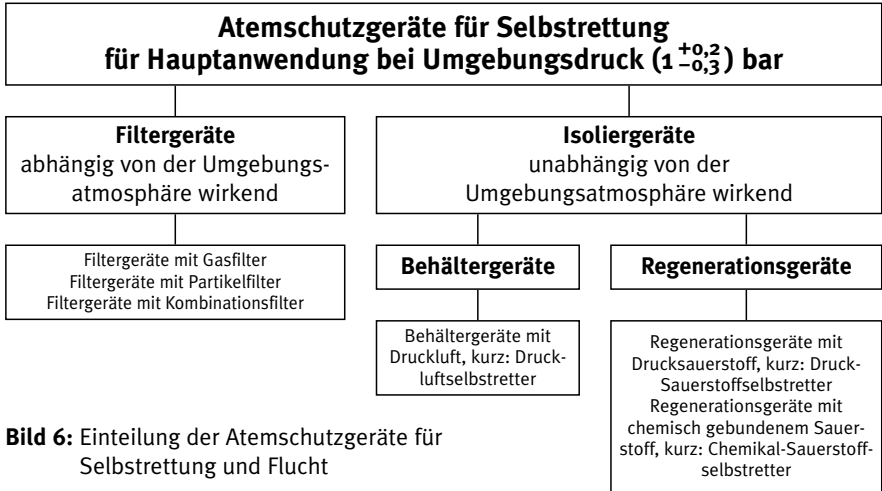 Atemschutzgeräte für Selbstrettung
für Hauptanwendung bei Umgebungsdruck (1 +0,2 −0,3) bar
Filtergeräte
abhängig von der Umgebungs-
atmosphäre wirkend
Isoliergeräte
unabhängig von der
Umgebungsatmosphäre wirkend
Filtergeräte mit Gasfilter
Filtergeräte mit Partikelfilter
Filtergeräte mit Kombinationsfilter
Behältergeräte
Regenerationsgeräte
Behältergeräte mit
Druckluft, kurz: Druck-
luftselbstretter
Regenerationsgeräte mit
Drucksauerstoff, kurz: Druck-
Sauerstoffselbstretter
Regenerationsgeräte mit
chemisch gebundenem Sauer-
stoff, kurz: Chemikal-Sauerstoff-
selbstretter
Bild 6: Einteilung der Atemschutzgeräte für
Selbstrettung und Flucht